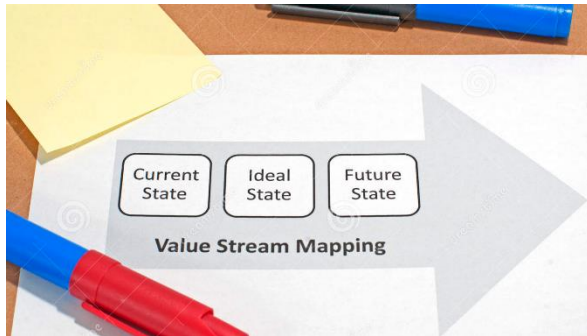 Current
State
Ideal
State
Future
State
Value Stream Mapping